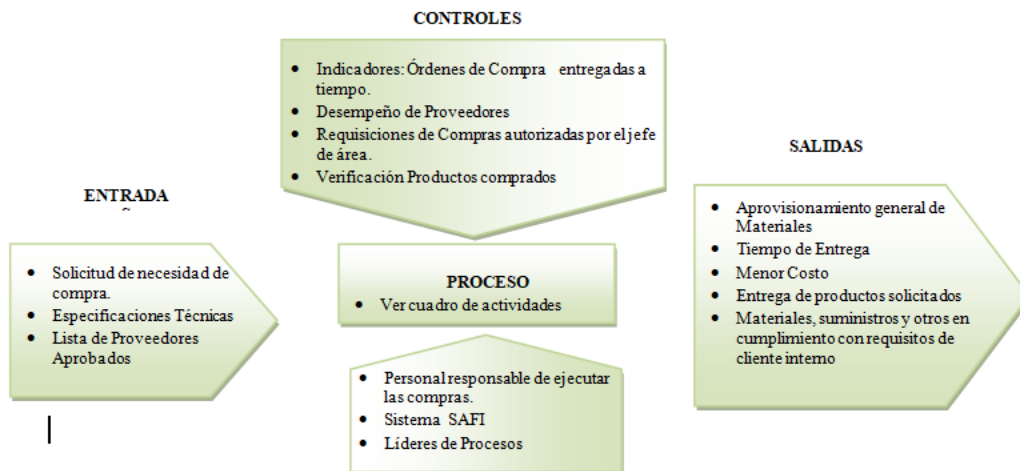 CONTROLES
• Indicadores: Órdenes de Compra entregadas a
tiempo.
• Desempeño de Proveedores
• Requisiciones de Compras autorizadas por el jefe
de área.
• Verificación Productos comprados
ENTRADA
• Solicitud de necesidad de
compra.
• Especificaciones Técnicas
• Lista de Proveedores
Aprobados
PROCESO
• Ver cuadro de actividades
• Personal responsable de ejecutar
las compras.
• Sistema SAFI
• Líderes de Procesos
SALIDAS
• Aprovisionamiento general de
Materiales
• Tiempo de Entrega
• Menor Costo
• Entrega de productos solicitados
• Materiales, suministros y otros en
cumplimiento con requisitos de
cliente interno